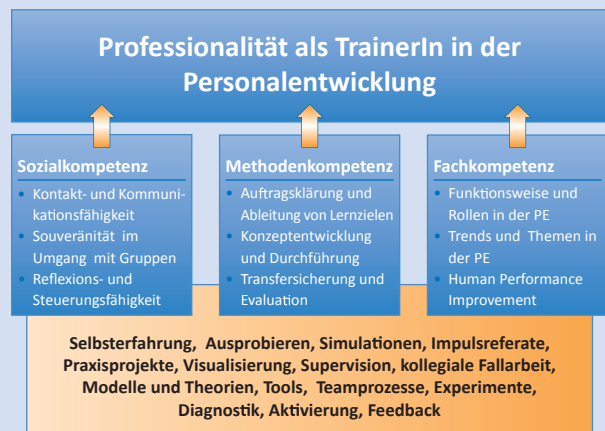 Professionalität als TrainerIn in der
Personalentwicklung
Sozialkompetenz
• Kontakt- und Kommuni-
kationsfähigkeit
• Souveränität im
Umgang mit Gruppen
• Reflexions- und
Steuerungsfähigkeit
Methodenkompetenz
• Auftragsklärung und
Ableitung von Lernzielen
• Konzeptentwicklung
und Durchführung
• Transfersicherung und
Evaluation
Fachkompetenz
• Funktionsweise und
Rollen in der PE
• Trends und Themen in
der PE
• Human Performance
Improvement
Selbsterfahrung, Ausprobieren, Simulationen, Impulsreferate,
Praxisprojekte, Visualisierung, Supervision, kollegiale Fallarbeit,
Modelle und Theorien, Tools, Teamprozesse, Experimente,
Diagnostik, Aktivierung, Feedback